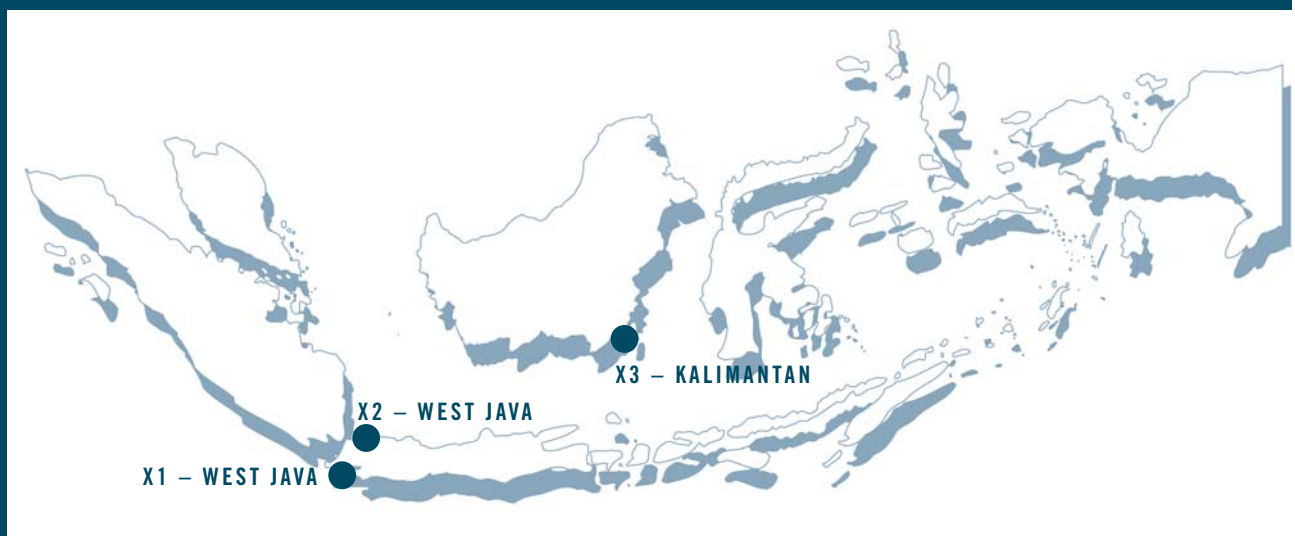 X3 – KALIMANTAN
X2 – WEST JAVA
X1 – WEST JAVA